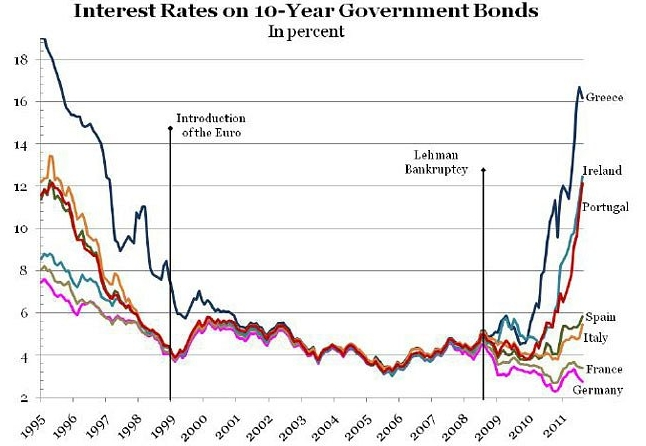 Interest Rates on 10-Year Government Bonds
In percent
18
16
14
12
10
8
6
4
2
Introduction
of the Euro
Lehman
Bankruptcy
Greece
Ireland
Portugal
Spain
Italy
France
Germany
1995
1996
1997
1998
1999
2000
2001
2002
2003
2004
2005
2006
2007
2008
2009
2010
2011